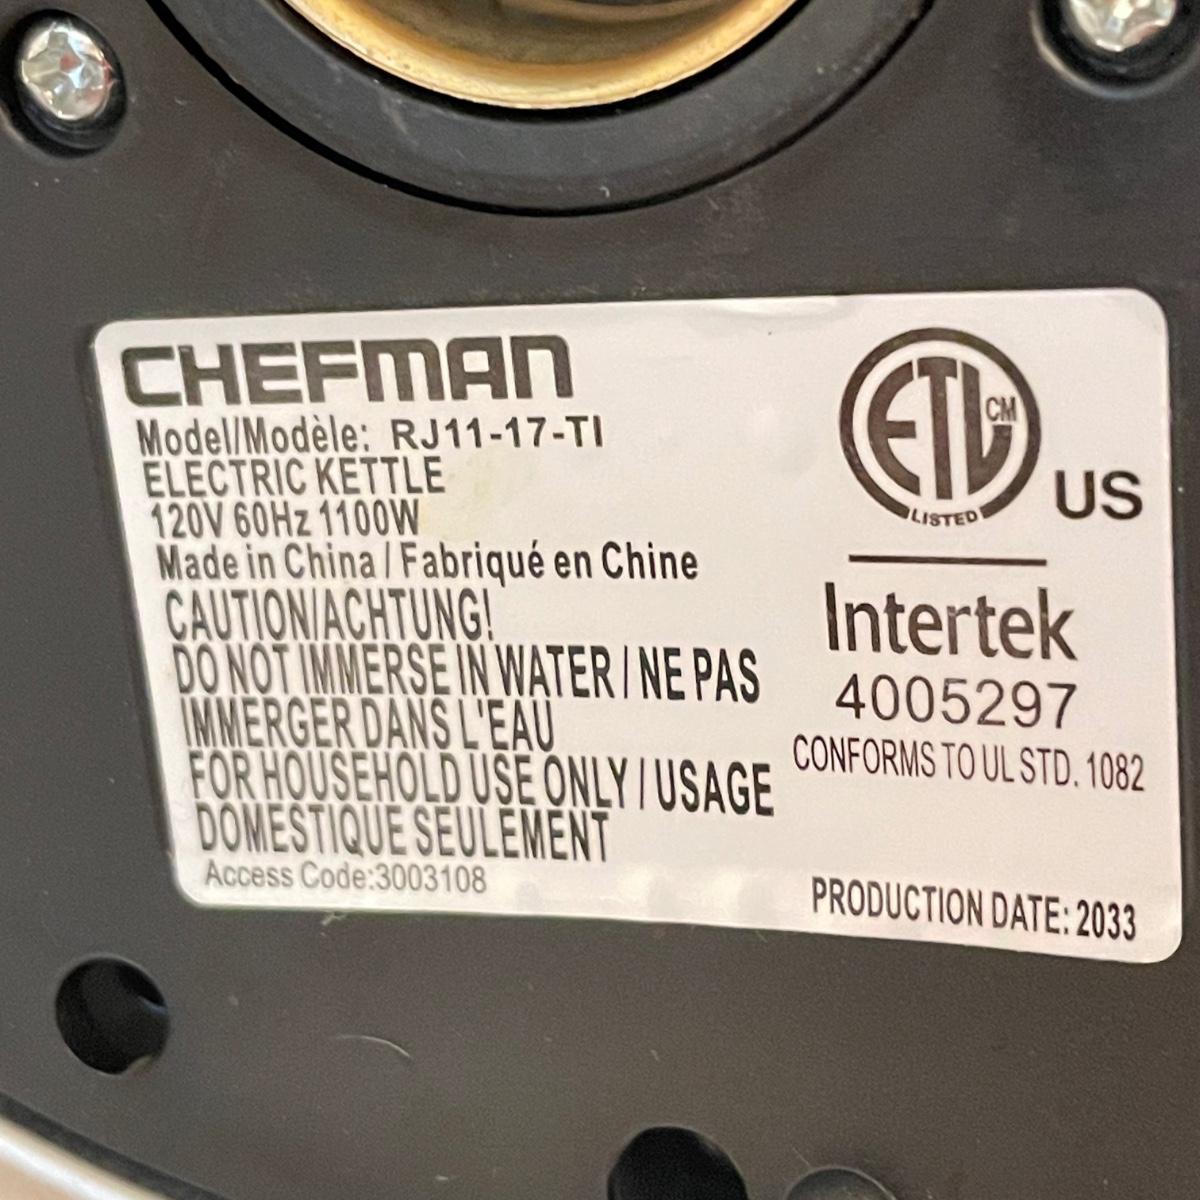 CHEFMAN
Model/Modèle: RJ11-17-TI
ELECTRIC KETTLE
120V 60Hz 1100W
Made in China / Fabriqué en Chine
CAUTION/ACHTUNG!
DO NOT IMMERSE IN WATER / NE PAS
IMMERGER DANS L'EAU
FOR HOUSEHOLD USE ONLY / USAGE
DOMESTIQUE SEULEMENT
Access Code:3003108
ETL CM
LISTED
US
Intertek
4005297
CONFORMS TO UL STD. 1082
PRODUCTION DATE: 2033